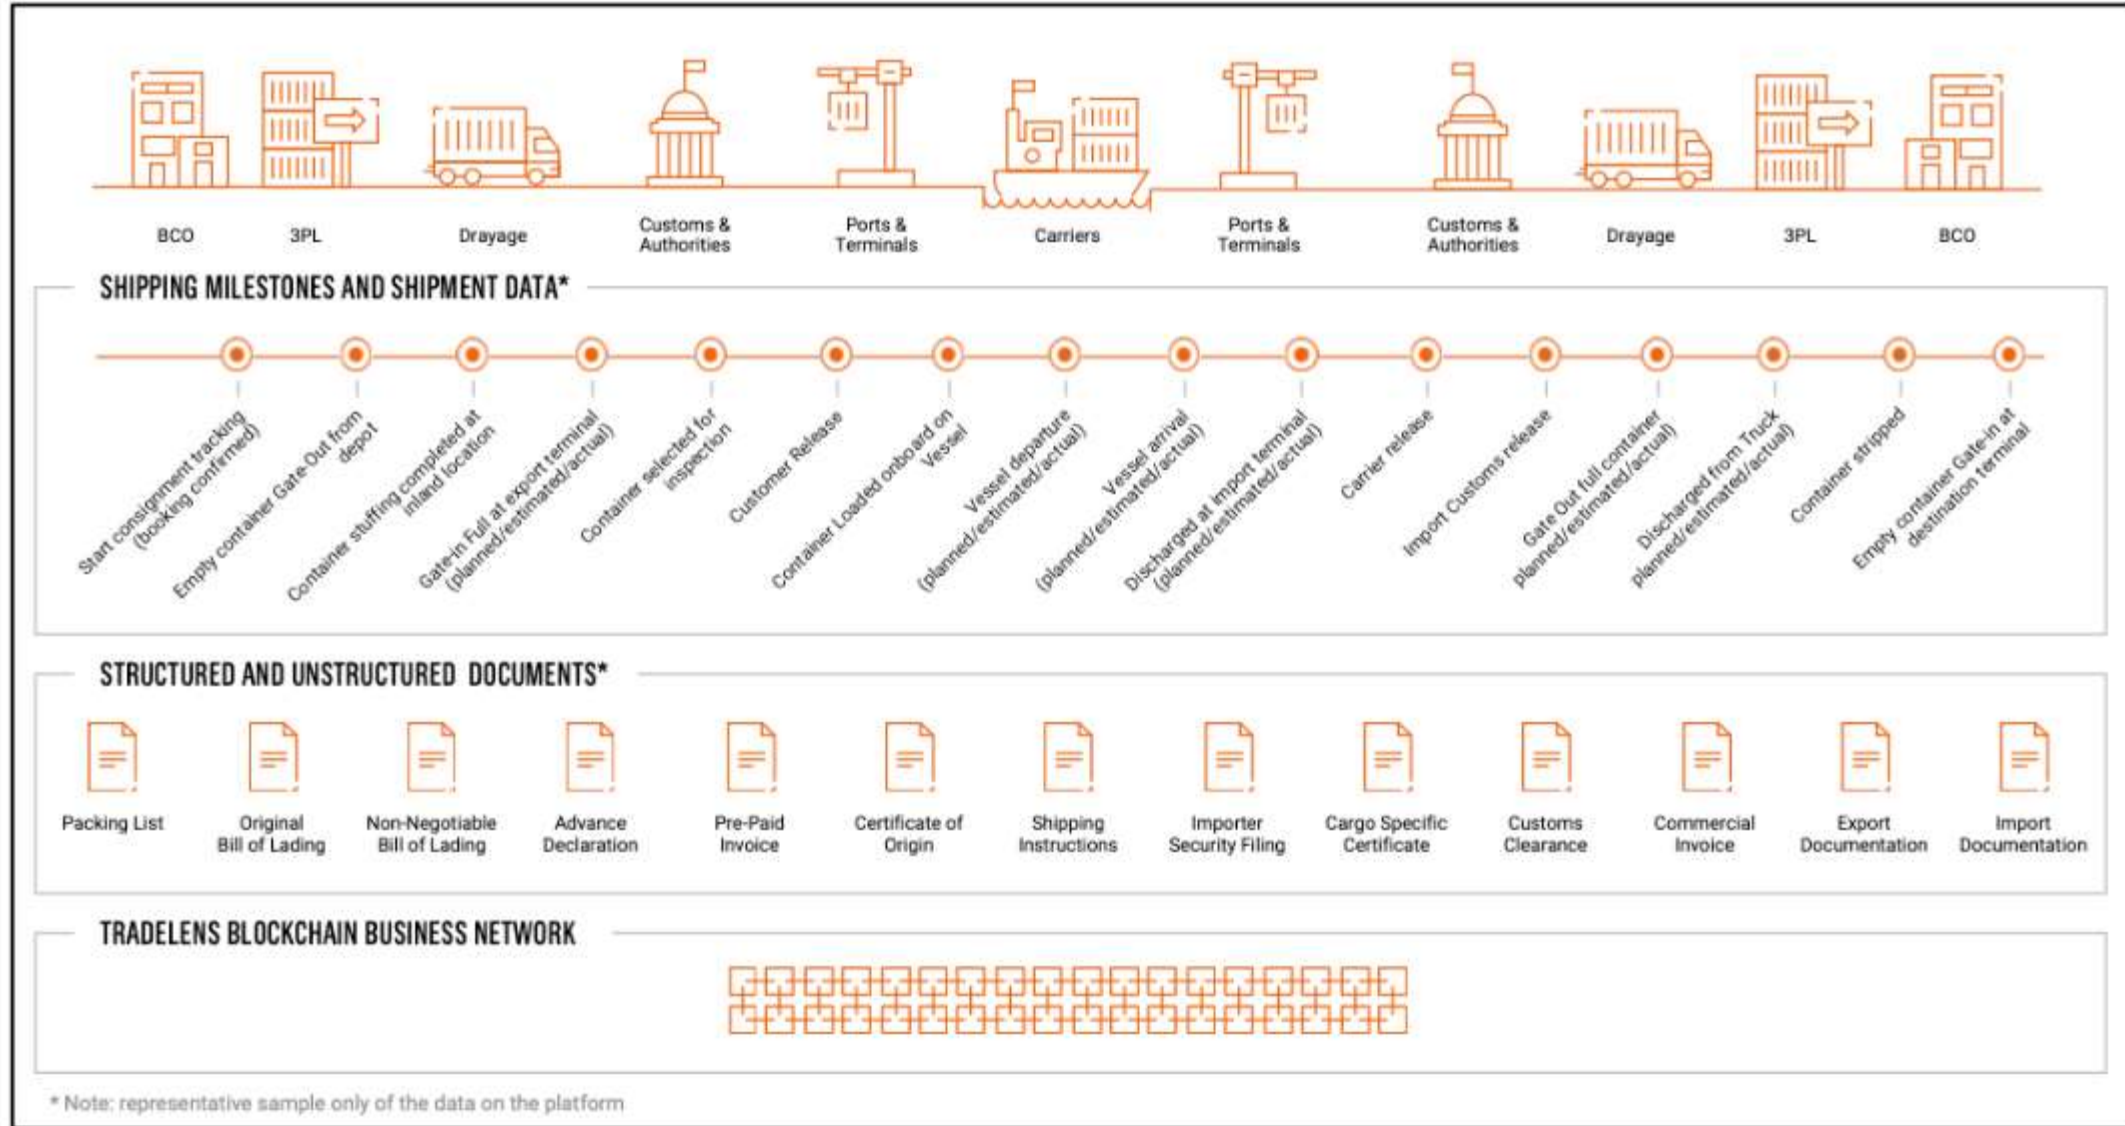 BCO
3PL
Drayage
Customs &
Authorities
Ports &
Terminals
Carriers
Ports &
Terminals
Customs &
Authorities
Drayage
3PL
BCO
SHIPPING MILESTONES AND SHIPMENT DATA*
Start consignment tracking
(booking confirmed)
Empty container Gate-Out from
depot
Container stuffing completed at
inland location
Gate-in Full at export terminal
(planned/estimated/actual)
Container selected for
inspection
Customer Release
Container Loaded onboard on
Vessel
Vessel departure
(planned/estimated/actual)
Vessel arrival
(planned/estimated/actual)
Discharged at import terminal
(planned/estimated/actual)
Carrier release
Import Customs release
Gate Out full container
planned/estimated/actual)
Discharged from Truck
planned/estimated/actual)
Container stripped
Empty container Gate-in at
destination terminal
STRUCTURED AND UNSTRUCTURED DOCUMENTS*
Packing List
Original
Bill of Lading
Non-Negotiable
Bill of Lading
Advance
Declaration
Pre-Paid
Invoice
Certificate of
Origin
Shipping
Instructions
Importer
Security Filing
Cargo Specific
Certificate
Customs
Clearance
Commercial
Invoice
Export
Documentation
Import
Documentation
TRADELENS BLOCKCHAIN BUSINESS NETWORK
* Note: representative sample only of the data on the platform